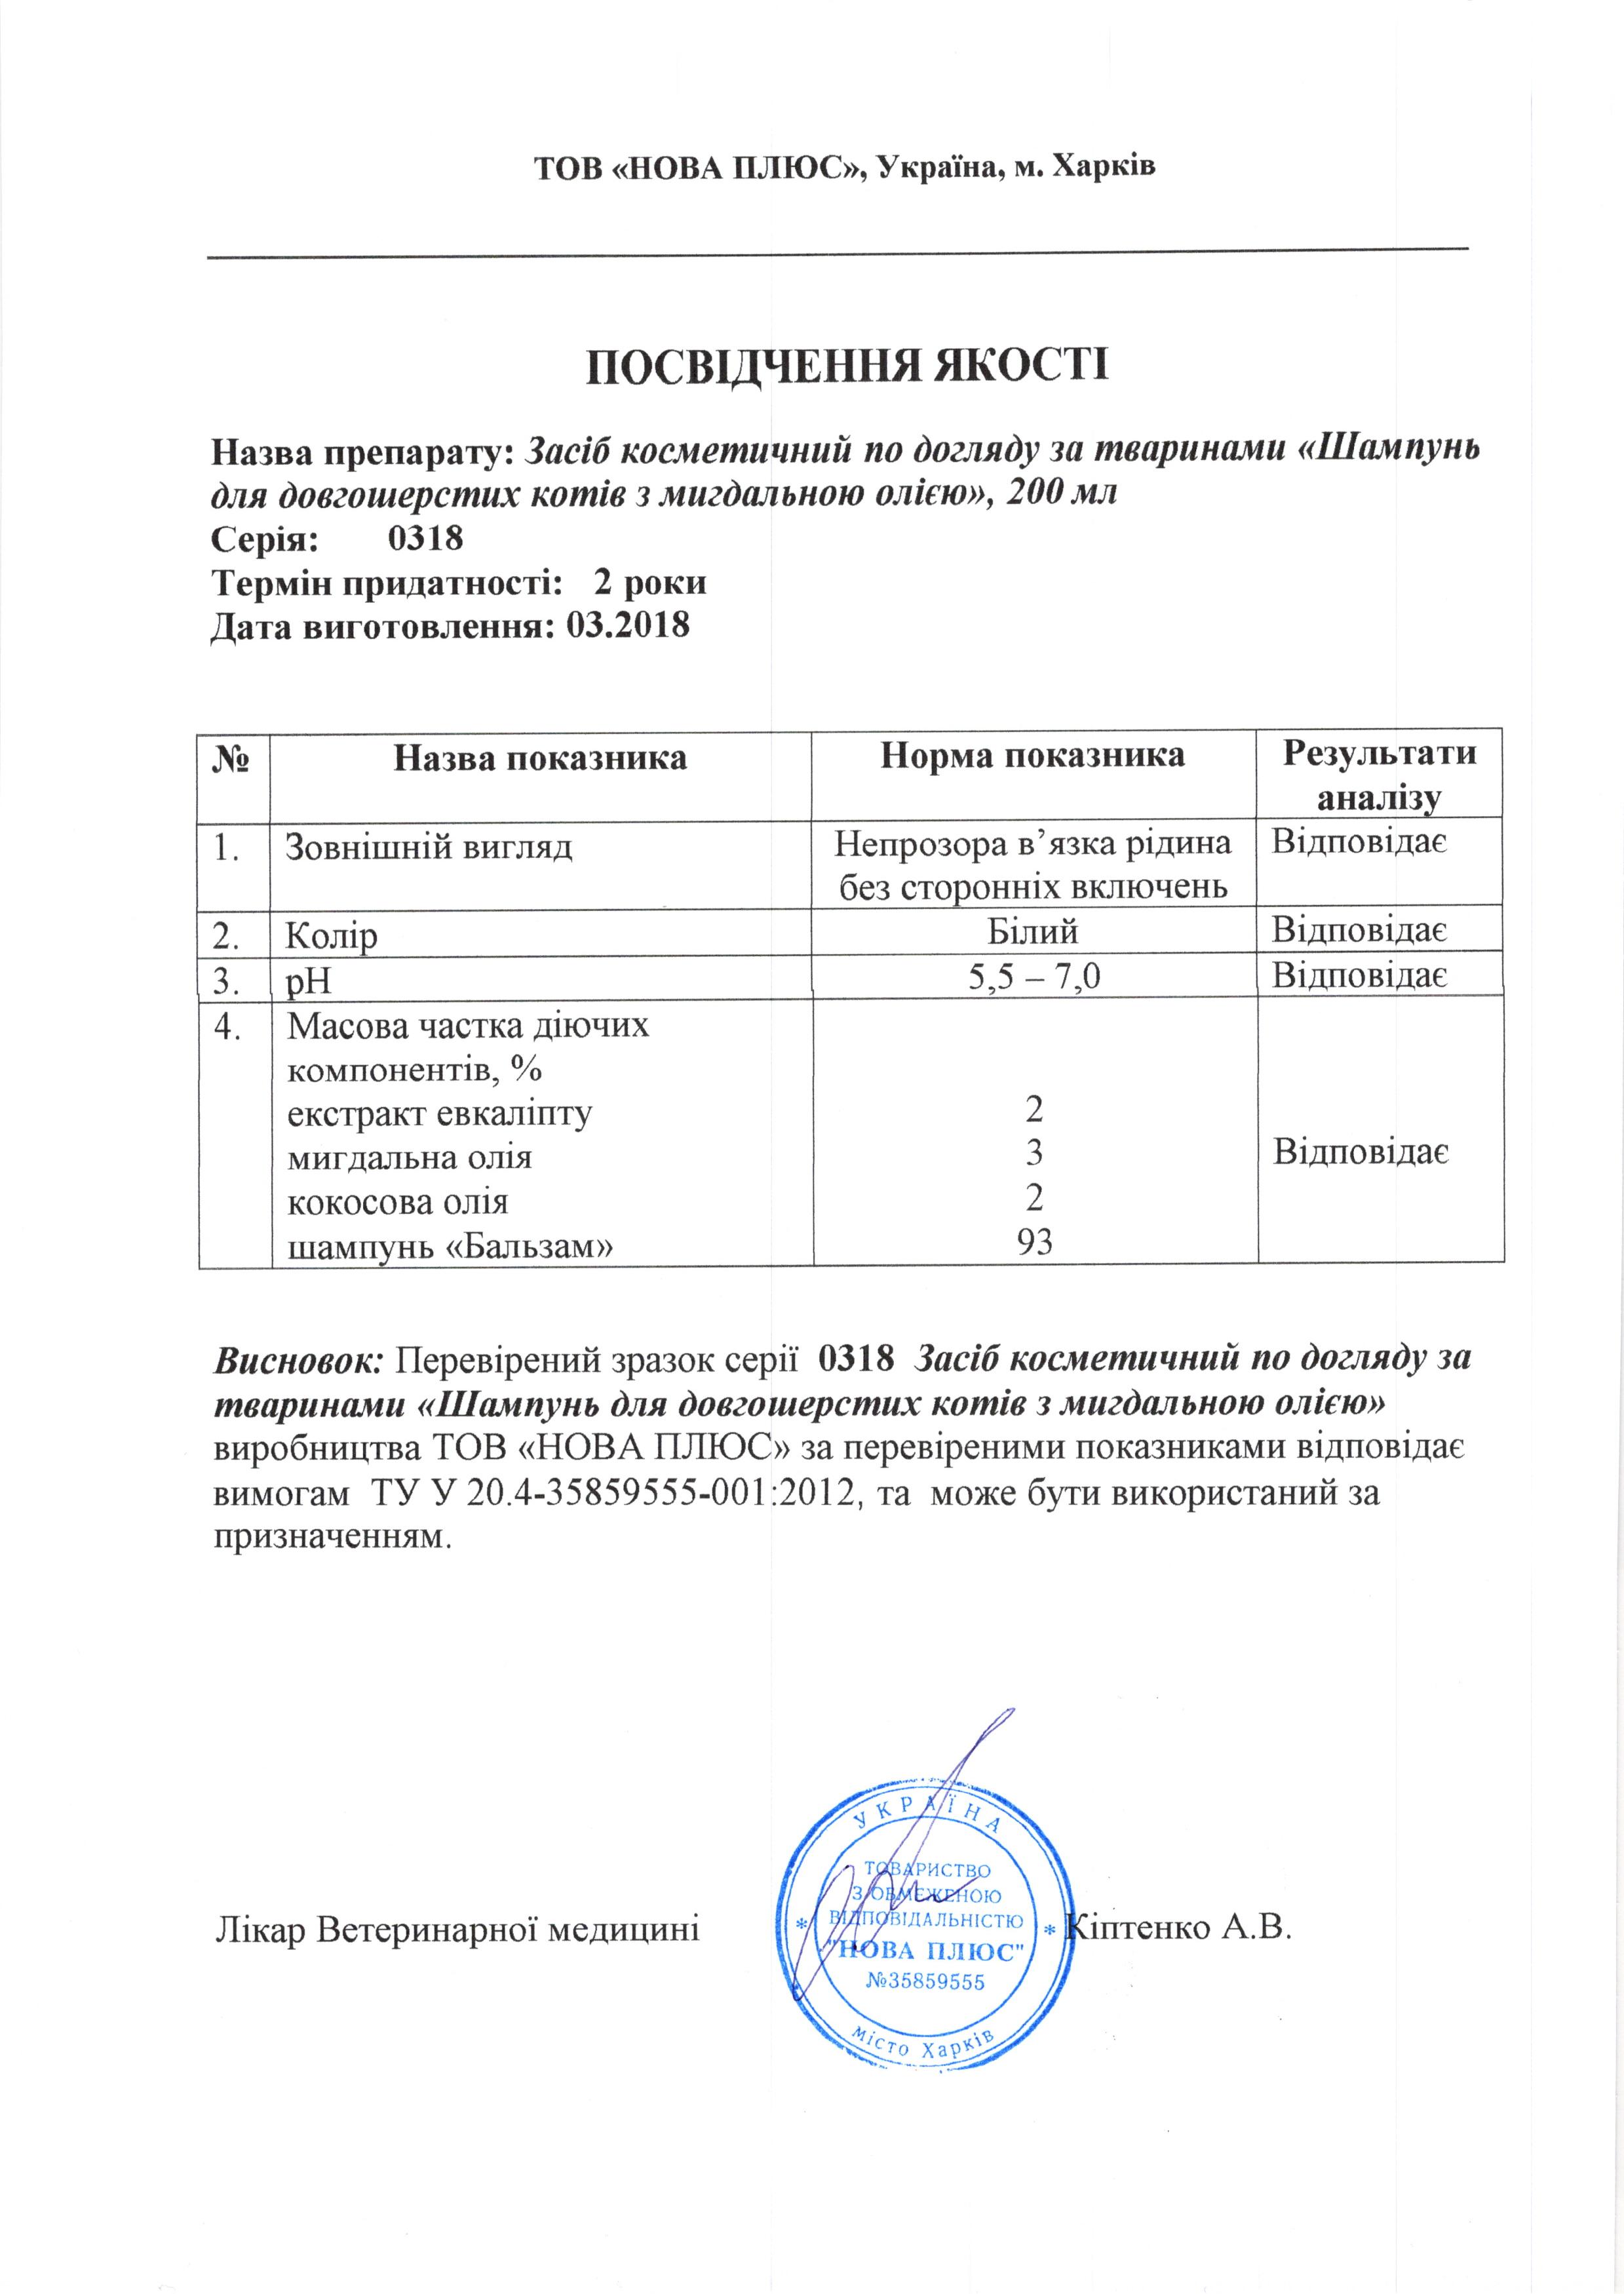 ТОВ «НОВА ПЛЮС», Україна, м. Харків
ПОСВІДЧЕННЯ ЯКОСТІ
Назва препарату: Засіб косметичний по догляду за тваринами «Шампунь
для довгошерстих котів з мигдальною олією», 200 мл
Серія: 0318
Термін придатності: 2 роки
Дата виготовлення: 03.2018
№ Назва показника Норма показника Результати
аналізу
1. Зовнішній вигляд Непрозора в’язка рідина Відповідає
без сторонніх включень
2. Колір Білий Відповідає
3. рН 5,5 – 7,0 Відповідає
4. Масова частка діючих
компонентів, %
екстракт евкаліпту 2
мигдальна олія 3 Відповідає
кокосова олія 2
шампунь «Бальзам» 93
Висновок: Перевірений зразок серії 0318 Засіб косметичний по догляду за
тваринами «Шампунь для довгошерстих котів з мигдальною олією»
виробництва ТОВ «НОВА ПЛЮС» за перевіреними показниками відповідає
вимогам ТУ У 20.4-35859555-001:2012, та може бути використаний за
призначенням.
Лікар Ветеринарної медицині Кіптенко А.В.
УКРАЇНА
ТОВАРИСТВО
З ОБМЕЖЕНОЮ
ВІДПОВІДАЛЬНІСТЮ
"НОВА ПЛЮС"
№35859555
місто Харків